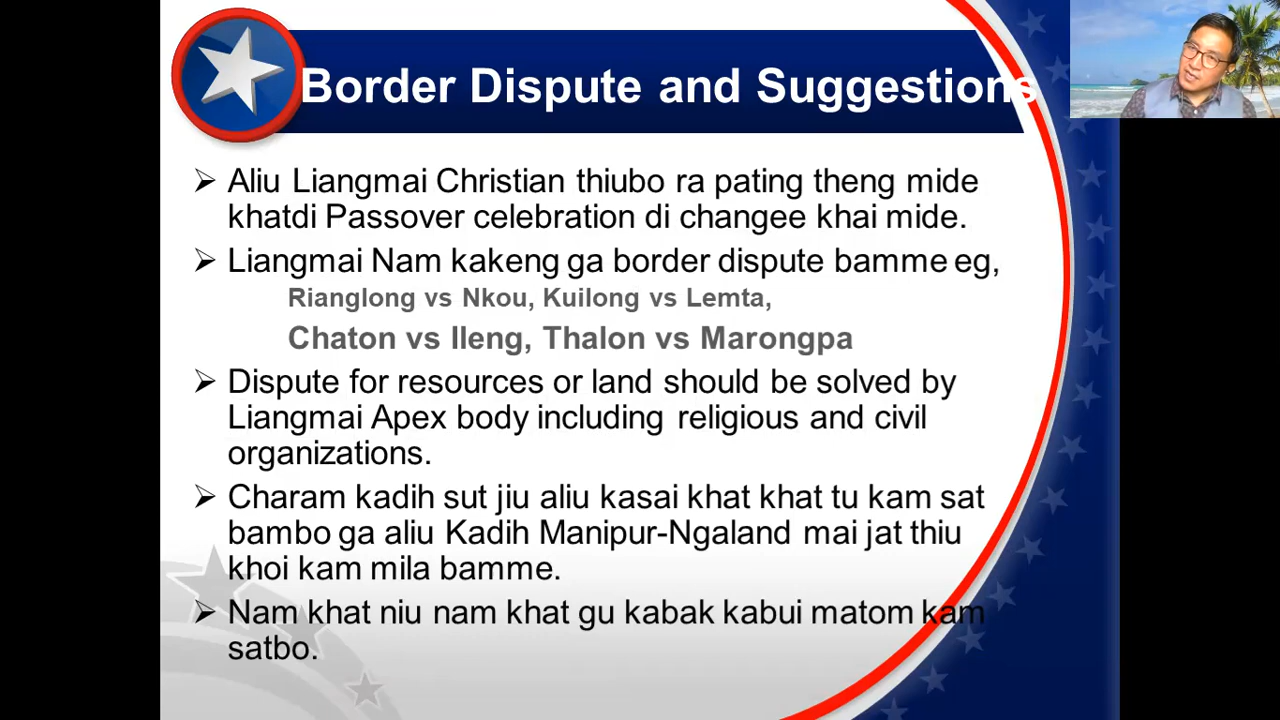 Border Dispute and Suggestions
➢ Aliu Liangmai Christian thiubo ra pating theng mide
khatdi Passover celebration di changee khai mide.
➢ Liangmai Nam kakeng ga border dispute bamme eg,
Rianglong vs Nkou, Kuilong vs Lemta,
Chaton vs Ileng, Thalon vs Marongpa
➢ Dispute for resources or land should be solved by
Liangmai Apex body including religious and civil
organizations.
➢ Charam kadih sut jiu aliu kasai khat khat tu kam sat
bambo ga aliu Kadih Manipur-Ngaland mai jat thiu
khoi kam mila bamme.
➢ Nam khat niu nam khat gu kabak kabui matom kam
satbo.